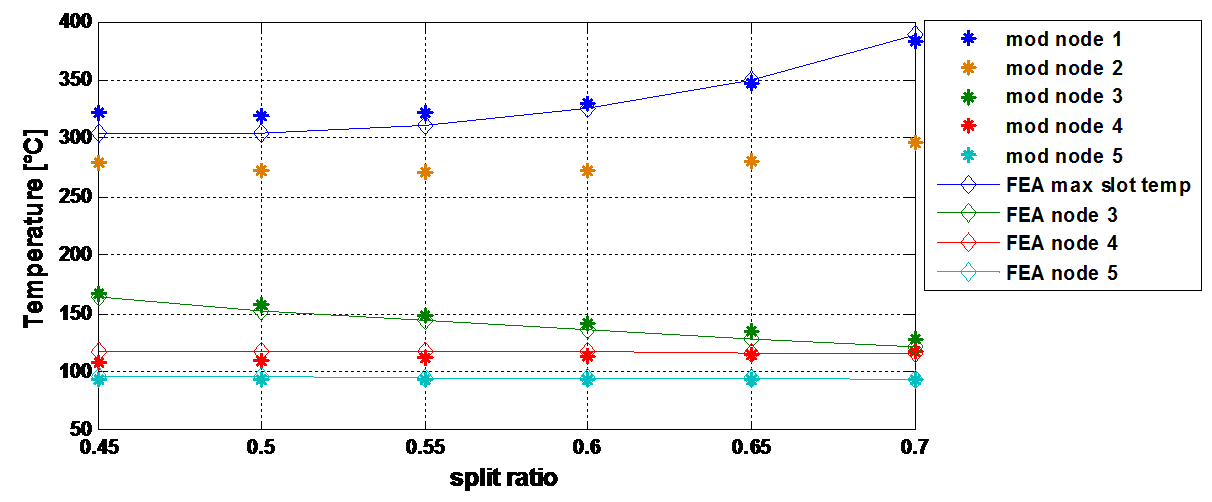 400
350
300
250
200
150
100
50
Temperature [°C]
0.45
0.5
0.55
0.6
0.65
0.7
split ratio
mod node 1
mod node 2
mod node 3
mod node 4
mod node 5
FEA max slot temp
FEA node 3
FEA node 4
FEA node 5